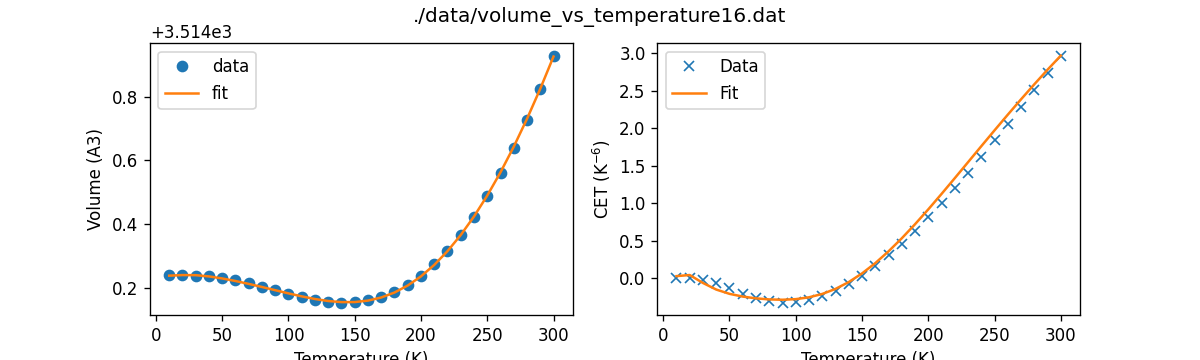 ./data/volume_vs_temperature16.dat
+3.514e3
data
fit
0.8
0.6
0.4
0.2
Volume (A3)
0 50 100 150 200 250 300
Temperature (K)
Data
Fit
3.0
2.5
2.0
1.5
1.0
0.5
0.0
CET (K⁻⁶)
0 50 100 150 200 250 300
Temperature (K)